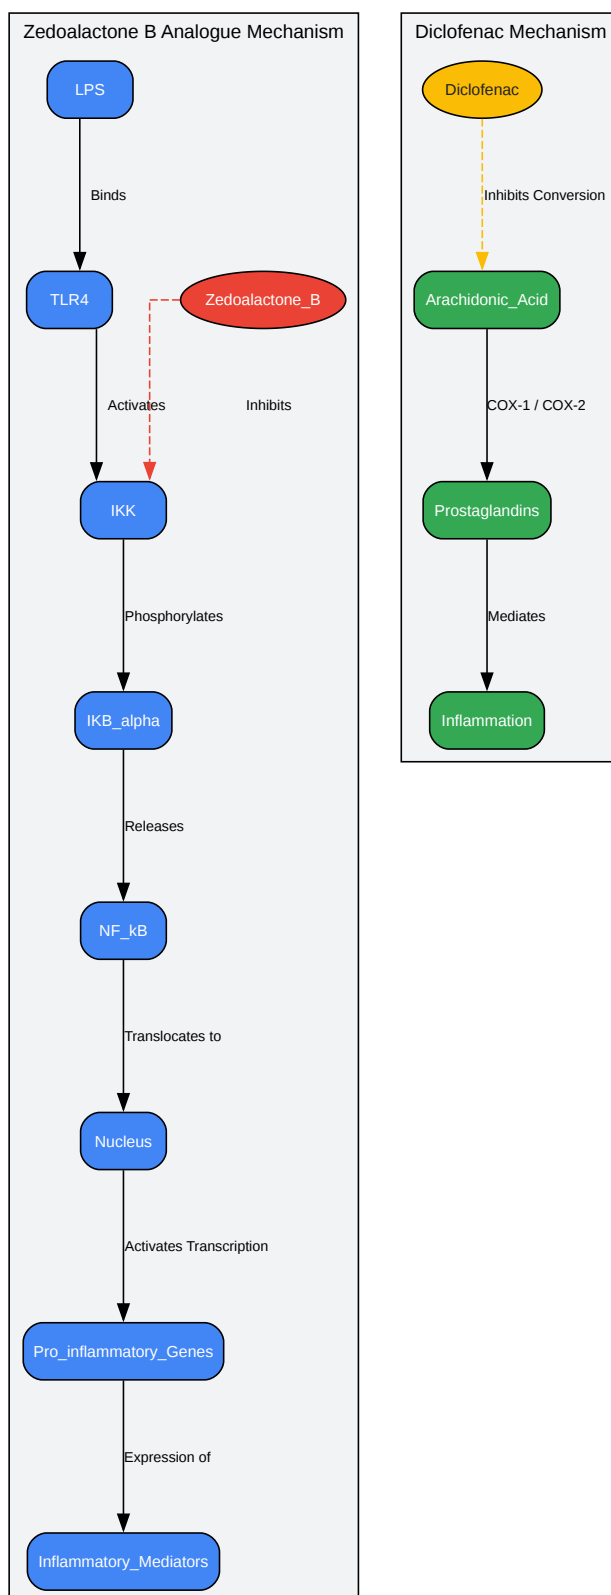 Zedoalactone B Analogue Mechanism
LPS
Binds
TLR4
Zedoalactone_B
Activates
Inhibits
IKK
Phosphorylates
IKB_alpha
Releases
NF_kB
Translocates to
Nucleus
Activates Transcription
Pro_inflammatory_Genes
Expression of
Inflammatory_Mediators
Diclofenac Mechanism
Diclofenac
Inhibits Conversion
Arachidonic_Acid
COX-1 / COX-2
Prostaglandins
Mediates
Inflammation